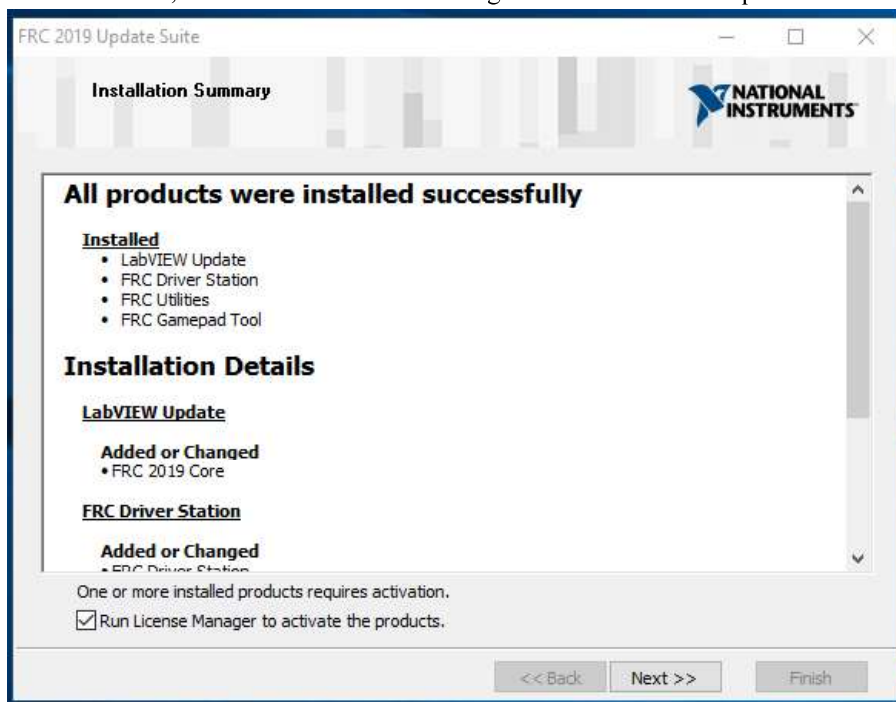 FRC 2019 Update Suite
Installation Summary
NATIONAL
INSTRUMENTS
All products were installed successfully
Installed
• LabVIEW Update
• FRC Driver Station
• FRC Utilities
• FRC Gamepad Tool
Installation Details
LabVIEW Update
Added or Changed
• FRC 2019 Core
FRC Driver Station
Added or Changed
• FRC Driver Station
One or more installed products requires activation.
Run License Manager to activate the products.
<< Back Next >> Finish